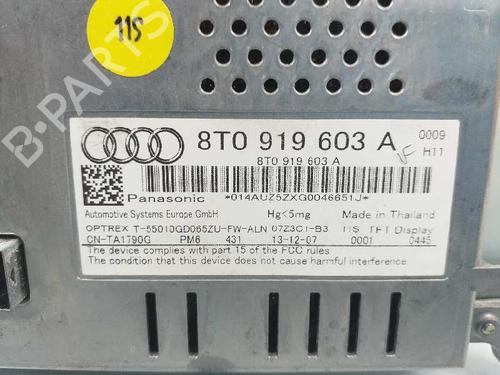 115
8T0 919 603 A 0009
H11
8T0 919 603 A
Panasonic *014AUZ5ZXG0046651J*
Automotive Systems Europe GmbH Hg<5mg Made in Thailand
OPTREX T-55010GD065ZU-FW-ALN 07Z3C1-B3 TFT Display
CN-TA1790G PM6 431 13-12-07 0001 0445
The device complies with part 15 of the FCC rules
The condition that this device does not cause harmful interference
B-PARTS